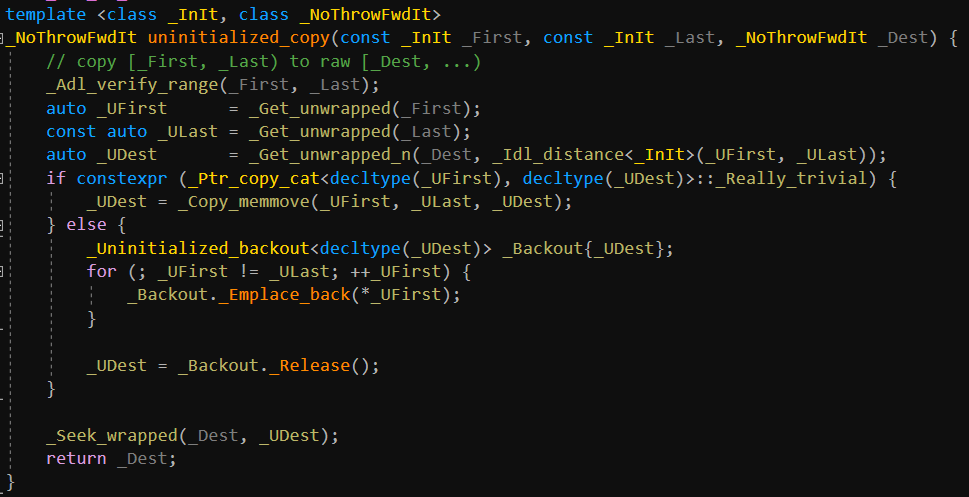 template <class _InIt, class _NoThrowFwdIt>
_NoThrowFwdIt uninitialized_copy(const _InIt _First, const _InIt _Last, _NoThrowFwdIt _Dest) {
    // copy [_First, _Last) to raw [_Dest, ...)
    _Adl_verify_range(_First, _Last);
    auto _UFirst      = _Get_unwrapped(_First);
    const auto _ULast = _Get_unwrapped(_Last);
    auto _UDest       = _Get_unwrapped_n(_Dest, _Idl_distance<_InIt>(_UFirst, _ULast));
    if constexpr (_Ptr_copy_cat<decltype(_UFirst), decltype(_UDest)>::_Really_trivial) {
        _UDest = _Copy_memmove(_UFirst, _ULast, _UDest);
    } else {
        _Uninitialized_backout<decltype(_UDest)> _Backout{_UDest};
        for (; _UFirst != _ULast; ++_UFirst) {
            _Backout._Emplace_back(*_UFirst);
        }

        _UDest = _Backout._Release();
    }

    _Seek_wrapped(_Dest, _UDest);
    return _Dest;
}